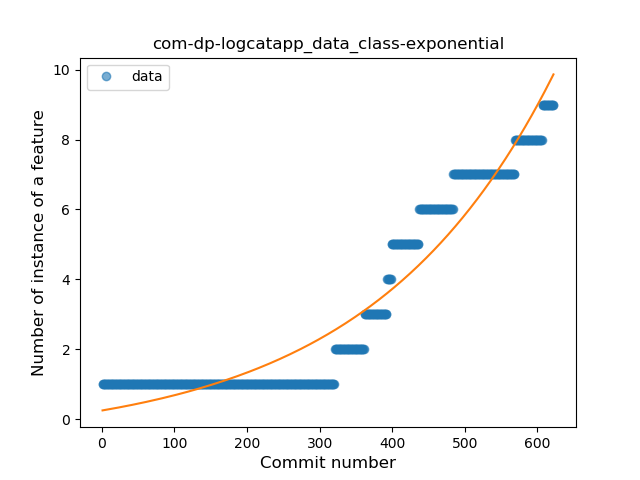 com-dp-logcatapp_data_class-exponential
data
Number of instance of a feature
10
8
6
4
2
0
0 100 200 300 400 500 600
Commit number